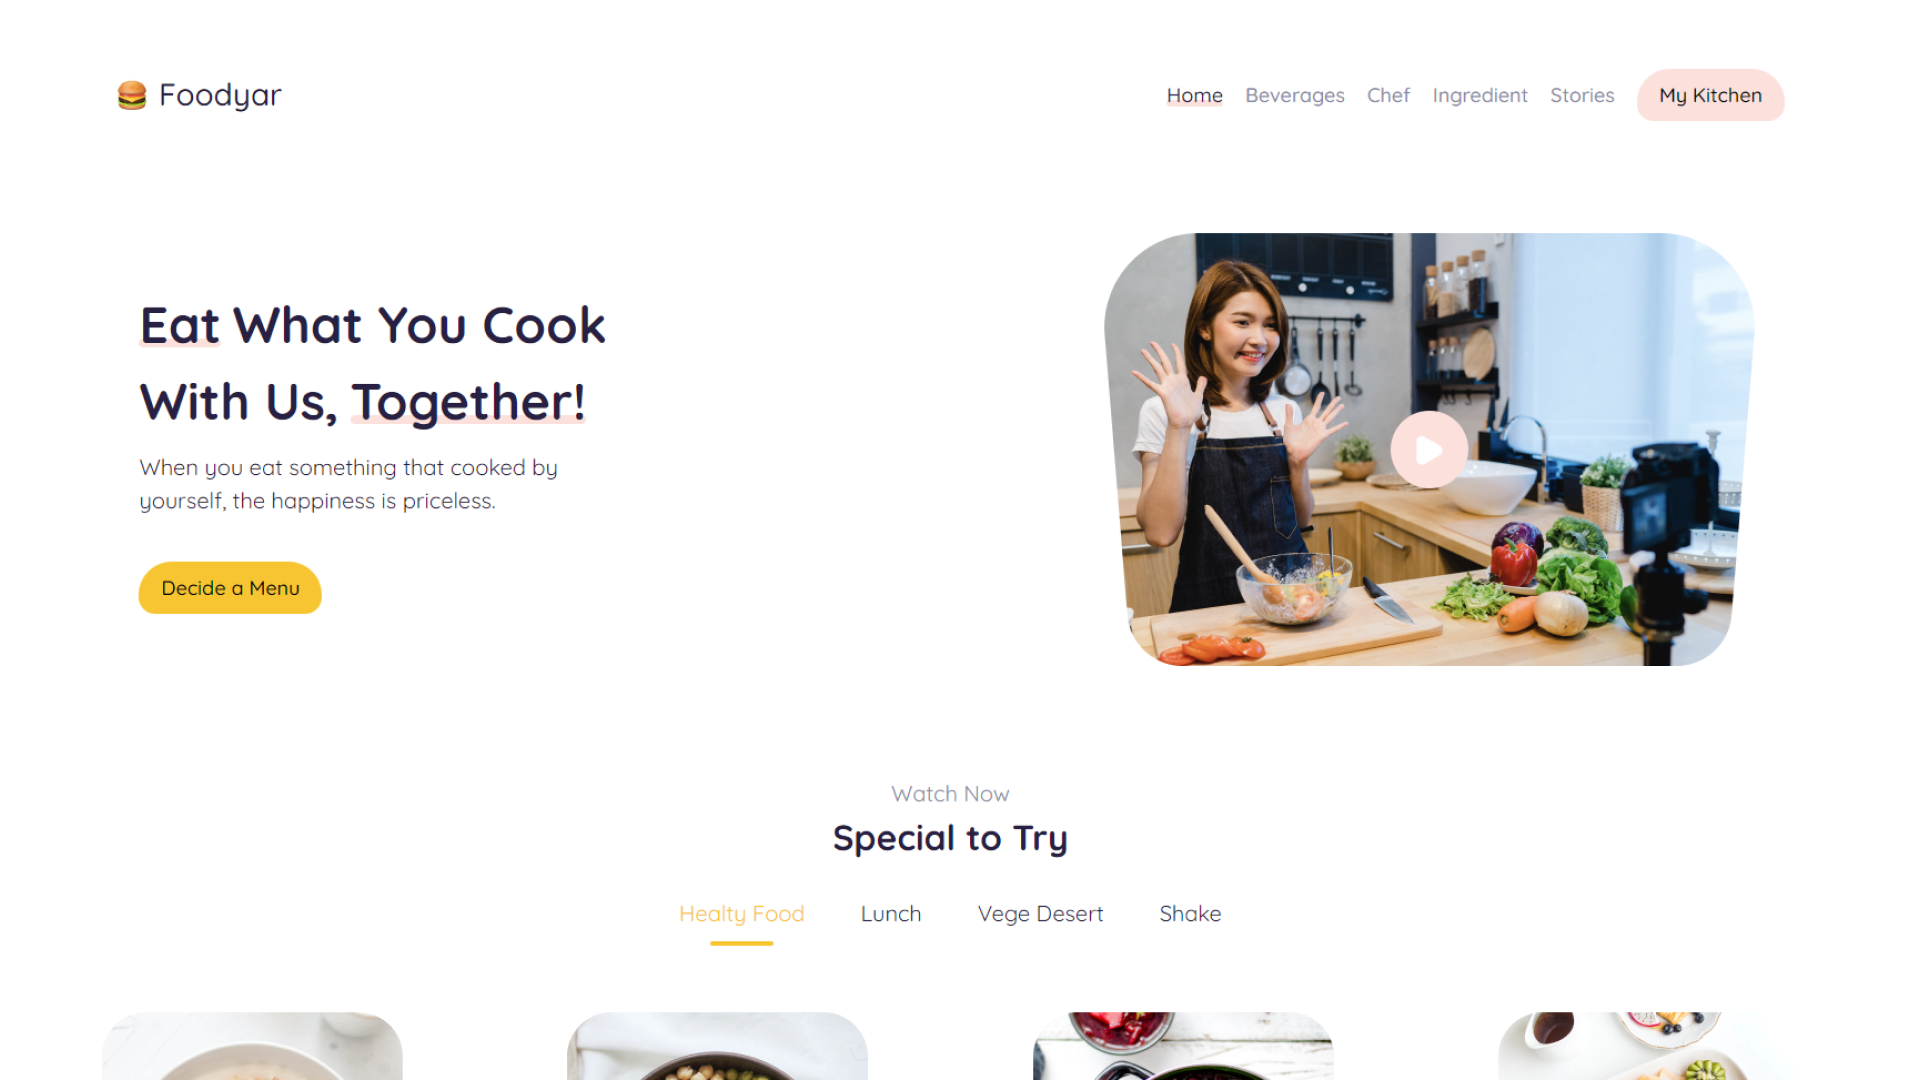 Foodyar
Home Beverages Chef Ingredient Stories My Kitchen
Eat What You Cook
With Us, Together!
When you eat something that cooked by
yourself, the happiness is priceless.
Decide a Menu
Watch Now
Special to Try
Healty Food Lunch Vege Desert Shake